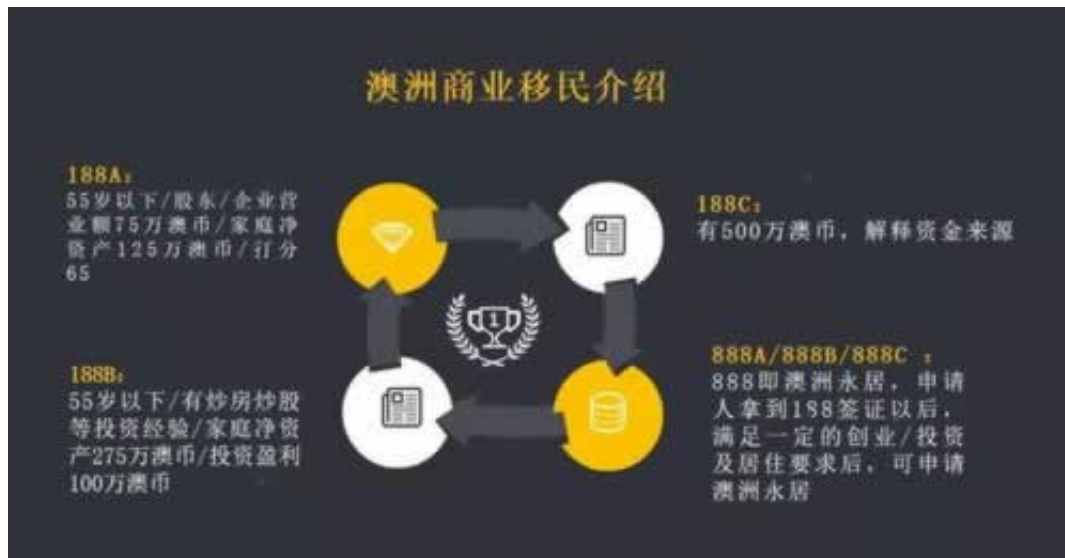 澳洲商业移民介绍
188A:
55岁以下/股东/企业营
业额75万澳币/家庭净
资产125万澳币/打分
65
188C:
有500万澳币，解释资金来源
188B:
55岁以下/有炒房炒股
等投资经验/家庭净资
产275万澳币/投资盈利
100万澳币
888A/888B/888C :
888即澳洲永居，申请
人拿到188签证以后，
满足一定的创业/投资
及居住要求后，可申请
澳洲永居
1